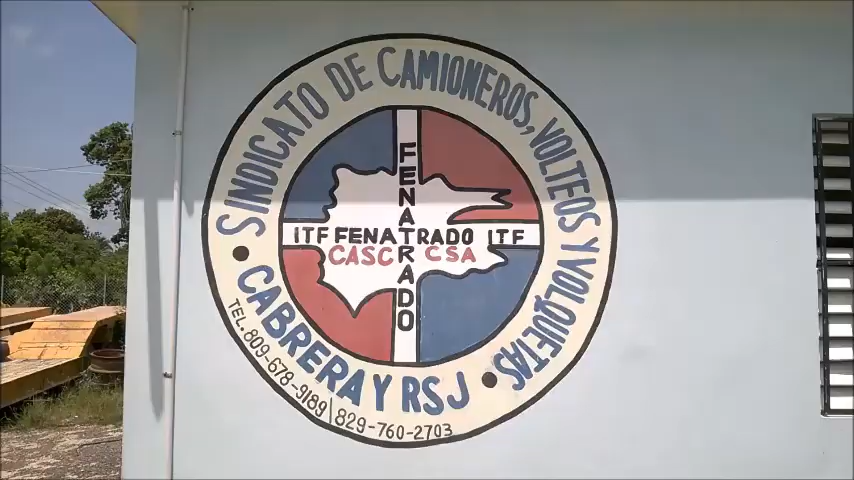 SINDICATO DE CAMIONEROS, VOLTEOS Y VOLQUETAS
FENATRADO
ITF FENATRADO ITF
CASC CSA
CABRERA Y RSJ
TEL. 809-678-9189\829-760-2703